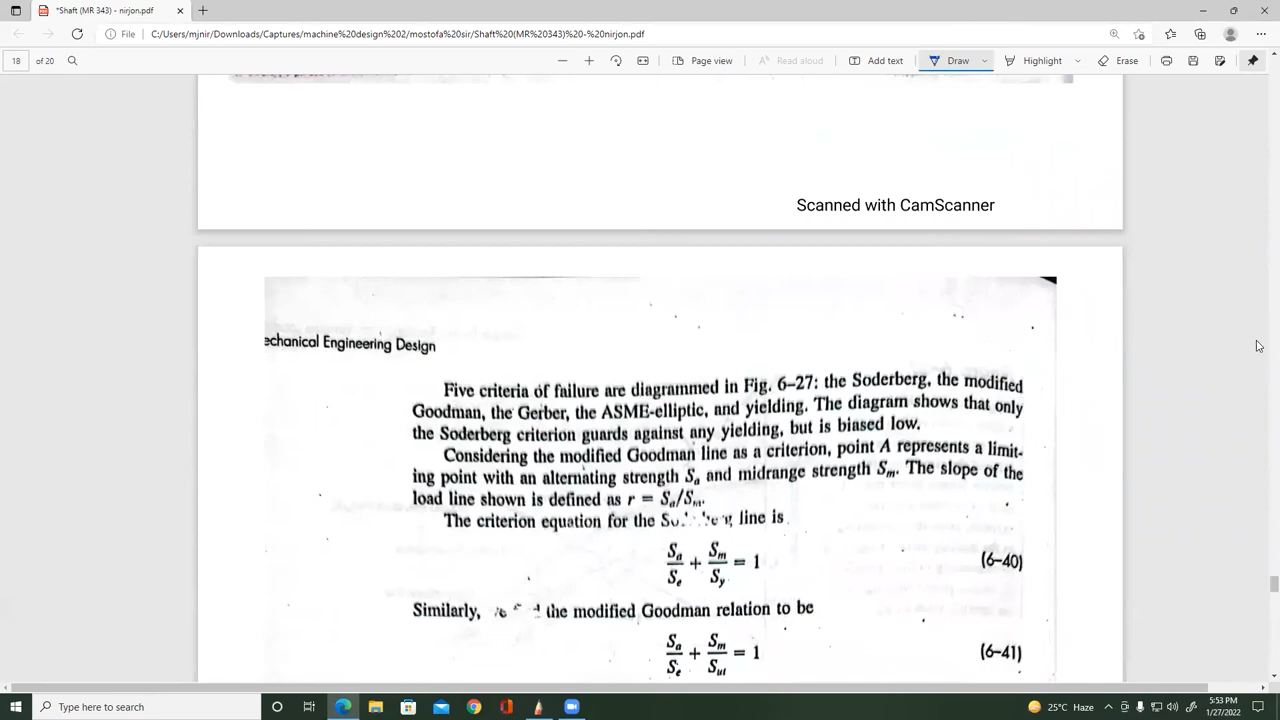 *Shaft (MR 343) - nirjon.pdf
File
C:/Users/mjnir/Downloads/Captures/machine%20design%202/mostofa%20sir/Shaft%20(MR%20343)%20-%20nirjon.pdf
18 of 20
Page view
Read aloud
Add text
Draw
Highlight
Erase
Scanned with CamScanner
echanical Engineering Design
Five criteria of failure are diagrammed in Fig. 6–27: the Soderberg, the modified
Goodman, the Gerber, the ASME-elliptic, and yielding. The diagram shows that only
the Soderberg criterion guards against any yielding, but is biased low.
Considering the modified Goodman line as a criterion, point A represents a limit-
ing point with an alternating strength Sa and midrange strength Sm. The slope of the
load line shown is defined as r = Sa/Sm.
The criterion equation for the line is
Sa/Se + Sm/Sy = 1 (6–40)
Similarly, the modified Goodman relation to be
Sa/Se + Sm/Sut = 1 (6–41)
Type here to search
25°C Haze
5:53 PM
1/27/2022